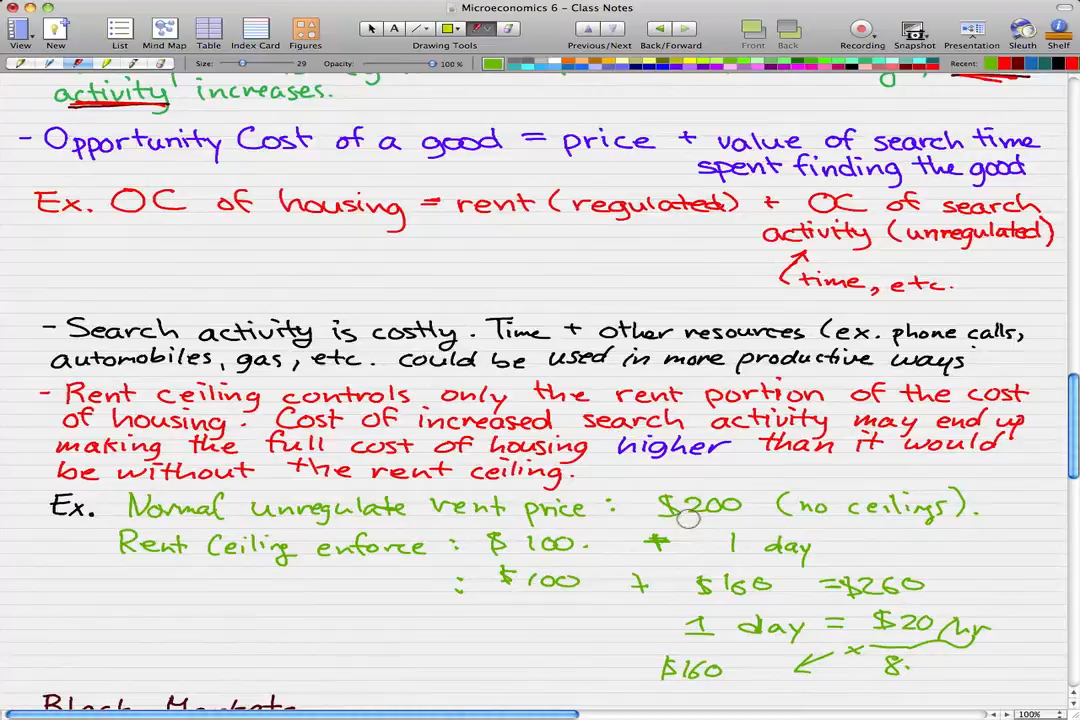 Microeconomics 6 – Class Notes
View New List Mind Map Table Index Card Figures Drawing Tools Previous/Next Back/Forward Front Back Recording Snapshot Presentation Sleuth Shelf
Size: 29 Opacity: 100 % Recent:
activity increases.
- Opportunity Cost of a good = price + value of search time
spent finding the good
Ex. OC of housing = rent (regulated) + OC of search
activity (unregulated)
time, etc.
- Search activity is costly. Time + other resources (ex. phone calls,
automobiles, gas, etc. could be used in more productive ways
- Rent ceiling controls only the rent portion of the cost
of housing. Cost of increased search activity may end up
making the full cost of housing higher than it would
be without the rent ceiling.
Ex. Normal unregulate rent price : $200 (no ceilings).
Rent Ceiling enforce : $100. + 1 day
: $100 + $160 = $260
1 day = $20/hr
$160 × 8.
Black Markets
100%